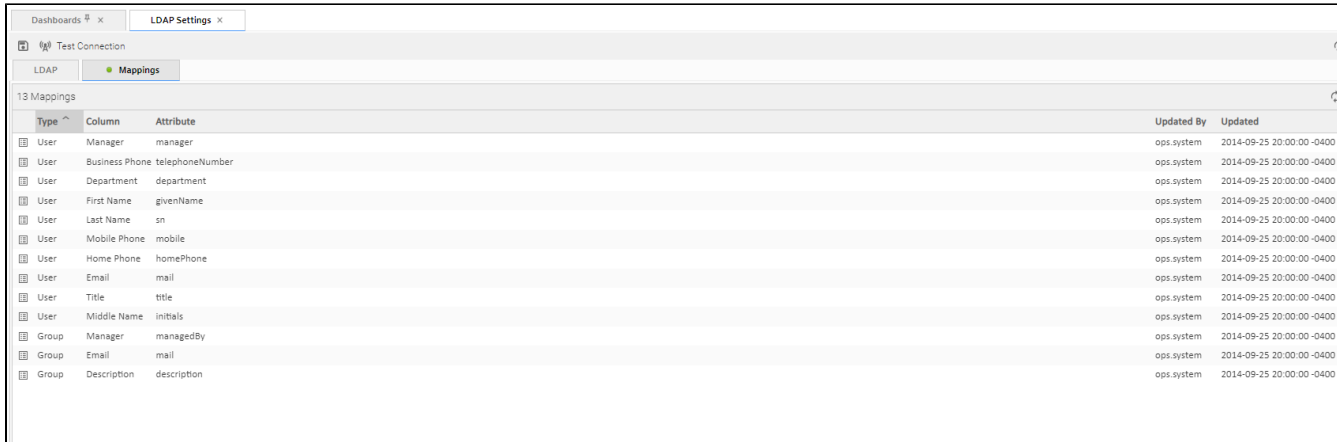 Dashboards LDAP Settings
Test Connection
LDAP Mappings
13 Mappings
Type Column Attribute Updated By Updated
User Manager manager ops.system 2014-09-25 20:00:00 -0400
User Business Phone telephoneNumber ops.system 2014-09-25 20:00:00 -0400
User Department department ops.system 2014-09-25 20:00:00 -0400
User First Name givenName ops.system 2014-09-25 20:00:00 -0400
User Last Name sn ops.system 2014-09-25 20:00:00 -0400
User Mobile Phone mobile ops.system 2014-09-25 20:00:00 -0400
User Home Phone homePhone ops.system 2014-09-25 20:00:00 -0400
User Email mail ops.system 2014-09-25 20:00:00 -0400
User Title title ops.system 2014-09-25 20:00:00 -0400
User Middle Name initials ops.system 2014-09-25 20:00:00 -0400
Group Manager managedBy ops.system 2014-09-25 20:00:00 -0400
Group Email mail ops.system 2014-09-25 20:00:00 -0400
Group Description description ops.system 2014-09-25 20:00:00 -0400